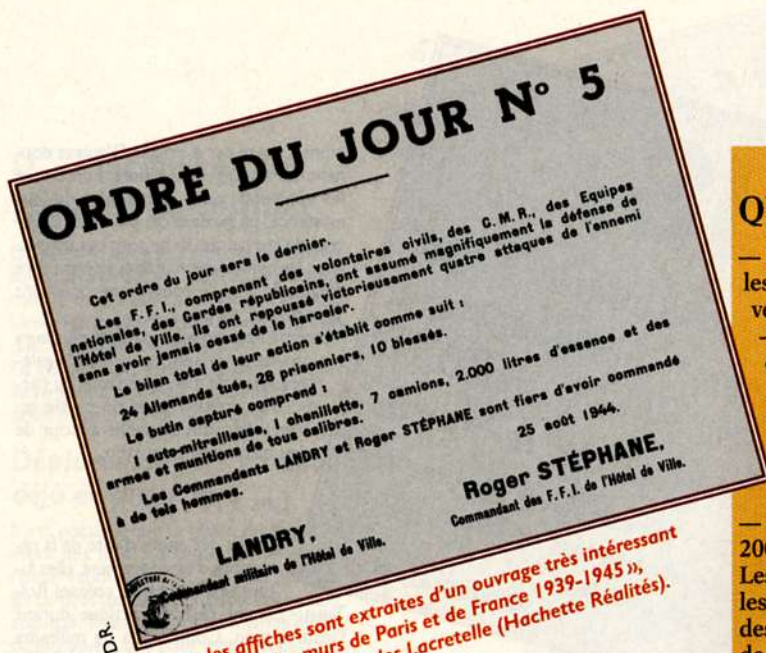 ORDRE DU JOUR N° 5
Cet ordre du jour sera le dernier.
Les F.F.I., comprenant des volontaires civils, des G.M.R., des Equipes
nationales, des Gardes républicains, ont assumé magnifiquement la défense de
l'Hôtel de Ville. Ils ont repoussé victorieusement quatre attaques de l'ennemi
sans avoir jamais cessé de le harceler.
Le bilan total de leur action s'établit comme suit :
24 Allemands tués, 28 prisonniers, 10 blessés.
Le butin capturé comprend :
1 auto-mitrailleuse, 1 chenillette, 7 camions, 2.000 litres d'essence et des
armes et munitions de tous calibres.
Les Commandants LANDRY et Roger STÉPHANE sont fiers d'avoir commandé
à de tels hommes.
25 août 1944.
LANDRY,
Commandant militaire de l'Hôtel de Ville.
Roger STÉPHANE,
Commandant des F.F.I. de l'Hôtel de Ville.
D.R.
les affiches sont extraites d'un ouvrage très intéressant
murs de Paris et de France 1939-1945 »,
Lacretelle (Hachette Réalités).
Q
les
200
Les
les
des